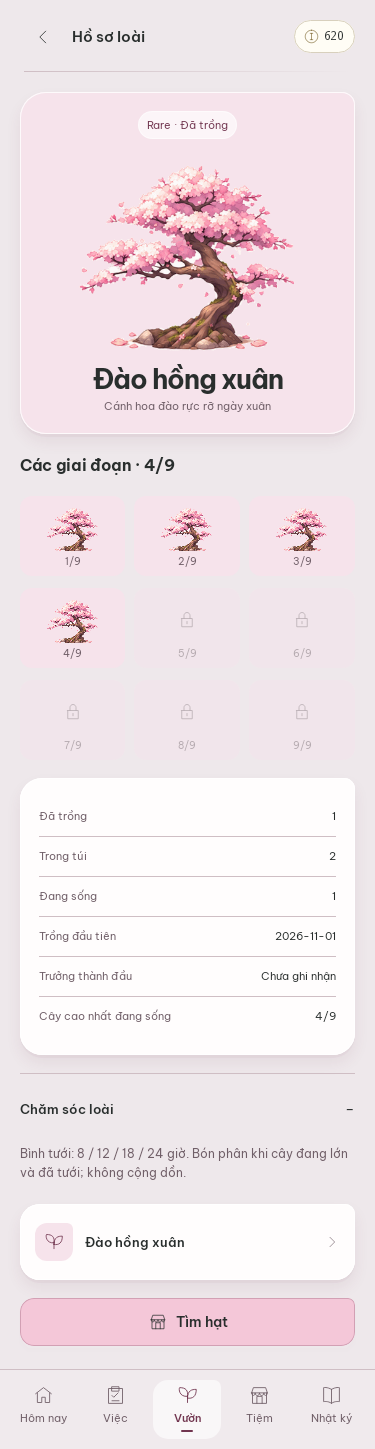 Hồ sơ loài
620
Rare · Đã trồng
Đào hồng xuân
Cánh hoa đào rực rỡ ngày xuân
Các giai đoạn · 4/9
1/9
2/9
3/9
4/9
5/9
6/9
7/9
8/9
9/9
Đã trồng 1
Trong túi 2
Đang sống 1
Trồng đầu tiên 2026-11-01
Trưởng thành đầu Chưa ghi nhận
Cây cao nhất đang sống 4/9
Chăm sóc loài –
Bình tưới: 8 / 12 / 18 / 24 giờ. Bón phân khi cây đang lớn
và đã tưới; không cộng dồn.
Đào hồng xuân
Tìm hạt
Hôm nay
Việc
Vườn
Tiệm
Nhật ký